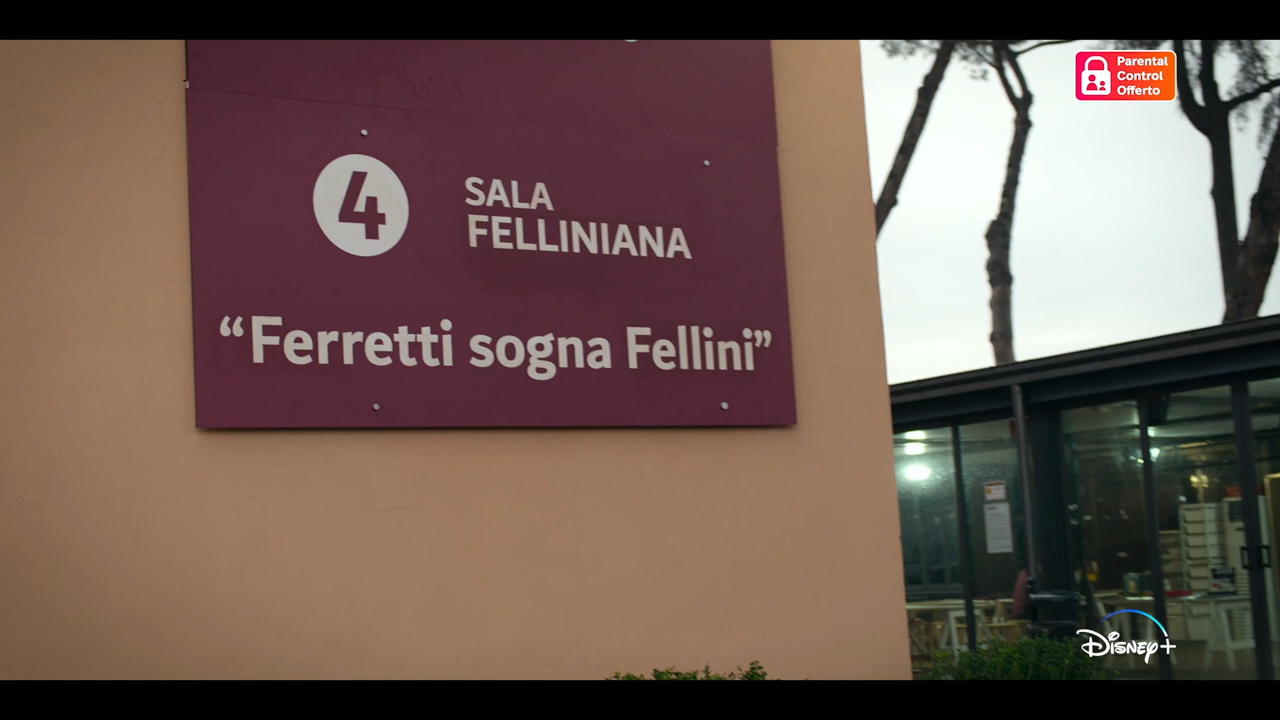 Parental
Control
Offerto
4
SALA
FELLINIANA
“Ferretti sogna Fellini”
Disney+